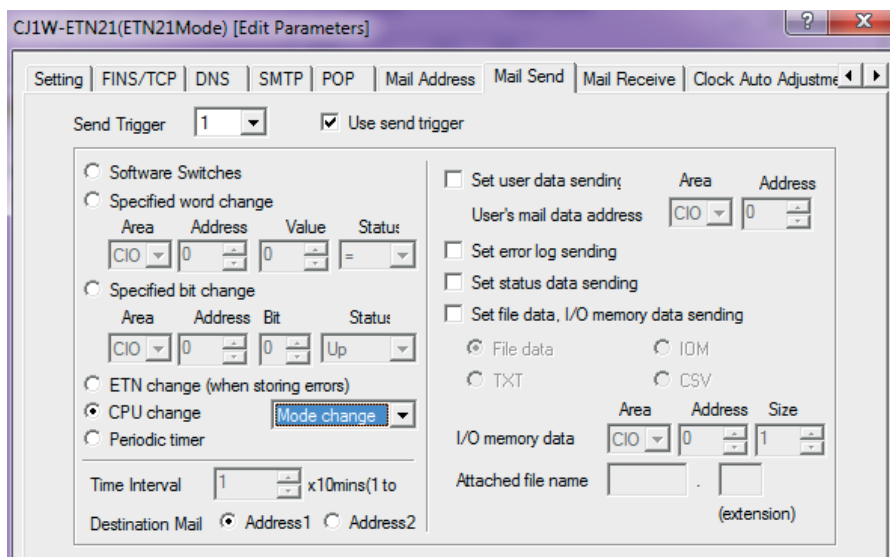 CJ1W-ETN21(ETN21Mode) [Edit Parameters]
Setting FINS/TCP DNS SMTP POP Mail Address Mail Send Mail Receive Clock Auto Adjustme
Send Trigger 1 Use send trigger
Software Switches
Specified word change
Area Address Value Status
CIO 0 0 =
Specified bit change
Area Address Bit Status
CIO 0 0 Up
ETN change (when storing errors)
CPU change Mode change
Periodic timer
Time Interval 1 x10mins(1 to
Destination Mail Address1 Address2
Set user data sending Area Address
User's mail data address CIO 0
Set error log sending
Set status data sending
Set file data, I/O memory data sending
File data IOM
TXT CSV
Area Address Size
I/O memory data CIO 0 1
Attached file name .
(extension)